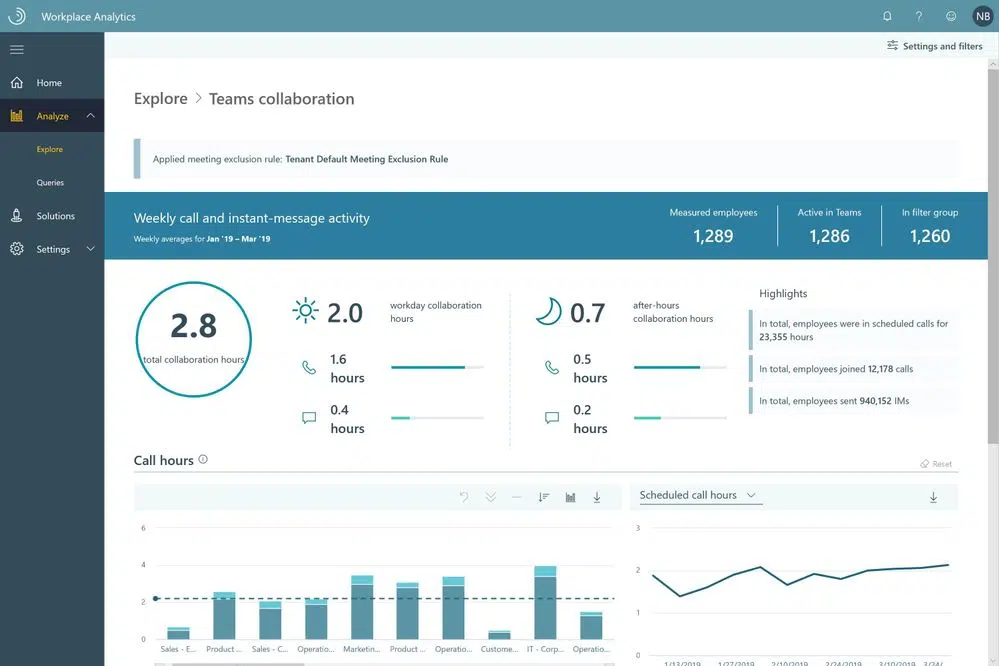 Workplace Analytics
NB
Settings and filters
Home
Analyze
Explore
Queries
Solutions
Settings
Explore > Teams collaboration
Applied meeting exclusion rule: Tenant Default Meeting Exclusion Rule
Weekly call and instant-message activity
Weekly averages for Jan '19 – Mar '19
Measured employees
1,289
Active in Teams
1,286
In filter group
1,260
2.8
total collaboration hours
2.0
workday collaboration
hours
1.6
hours
0.4
hours
0.7
after-hours
collaboration hours
0.5
hours
0.2
hours
Highlights
In total, employees were in scheduled calls for
23,355 hours
In total, employees joined 12,178 calls
In total, employees sent 940,152 IMs
Call hours
Reset
6
4
2
0
Sales - E... Product ... Sales - C... Operatio... Marketin... Product ... Operatio... Custome... IT - Corp... Operatio...
Scheduled call hours
3
2
1
0
1/13/2019 1/27/2019 2/10/2019 2/24/2019 3/10/2019 3/24/